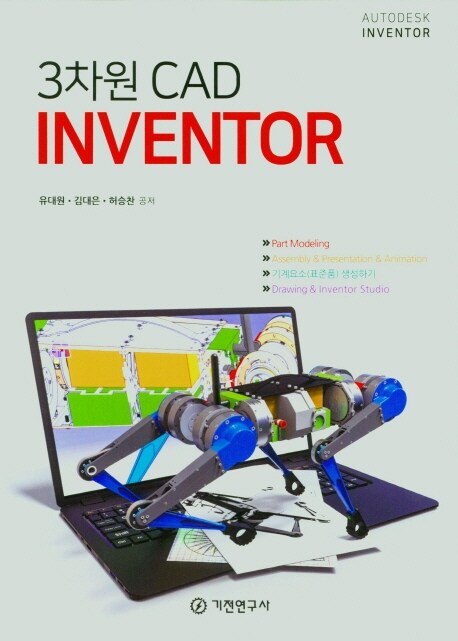 AUTODESK
INVENTOR
3차원 CAD
INVENTOR
유대원 · 김대은 · 허승찬 공저
Part Modeling
Assembly & Presentation & Animation
기계요소(표준품) 생성하기
Drawing & Inventor Studio
기전연구사